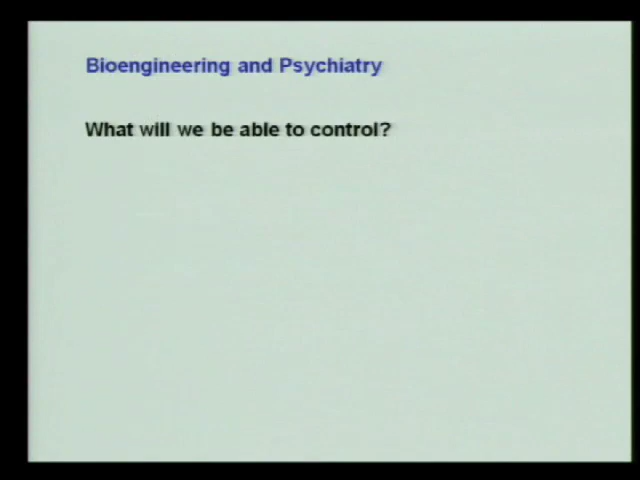 Bioengineering and Psychiatry
What will we be able to control?